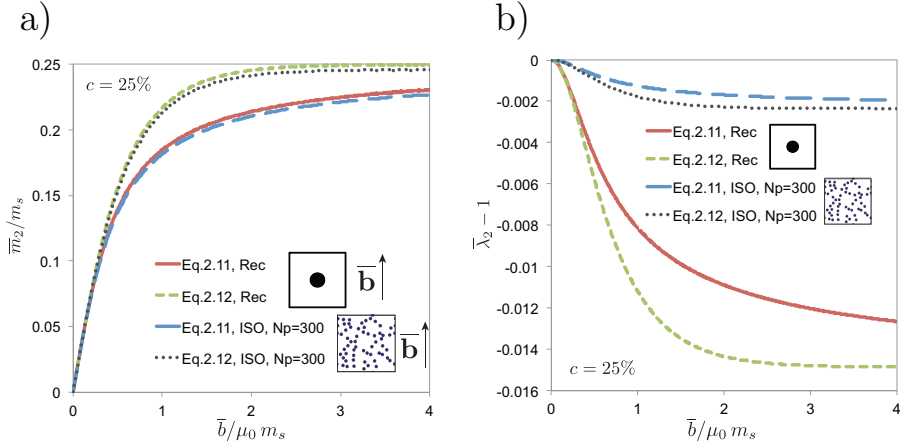 a)
0.25
0.2
0.15
0.1
0.05
0
c = 25%
m̅₂/mₛ
Eq.2.11, Rec
Eq.2.12, Rec
Eq.2.11, ISO, Np=300
Eq.2.12, ISO, Np=300
b̅
b̅
0 1 2 3 4
b̅/μ₀ mₛ
b)
0
-0.002
-0.004
-0.006
-0.008
-0.01
-0.012
-0.014
-0.016
λ̅₂ − 1
Eq.2.11, Rec
Eq.2.12, Rec
Eq.2.11, ISO, Np=300
Eq.2.12, ISO, Np=300
c = 25%
0 1 2 3 4
b̅/μ₀ mₛ